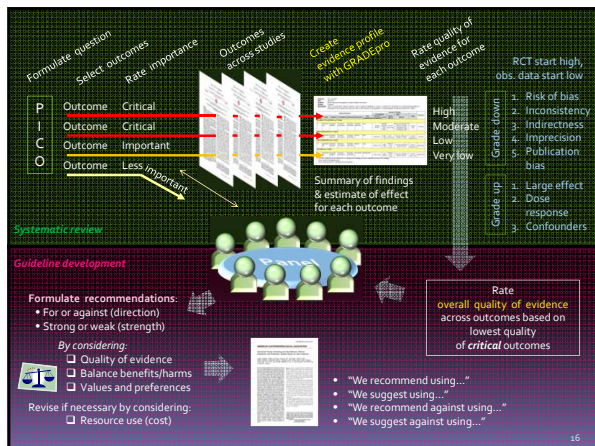 Formulate question
Select outcomes
Rate importance
Outcomes
across studies
Create
evidence profile
with GRADEpro
Rate quality of
evidence for
each outcome
RCT start high,
obs. data start low
P
I
C
O
Outcome Critical
Outcome Critical
Outcome Important
Outcome Less important
High
Moderate
Low
Very low
Grade down
1. Risk of bias
2. Inconsistency
3. Indirectness
4. Imprecision
5. Publication
bias
Grade up
1. Large effect
2. Dose
response
3. Confounders
Summary of findings
& estimate of effect
for each outcome
Systematic review
Guideline development
Panel
Rate
overall quality of evidence
across outcomes based on
lowest quality
of critical outcomes
Formulate recommendations:
• For or against (direction)
• Strong or weak (strength)
By considering:
❑ Quality of evidence
❑ Balance benefits/harms
❑ Values and preferences
Revise if necessary by considering:
❑ Resource use (cost)
• "We recommend using..."
• "We suggest using..."
• "We recommend against using..."
• "We suggest against using..."
16